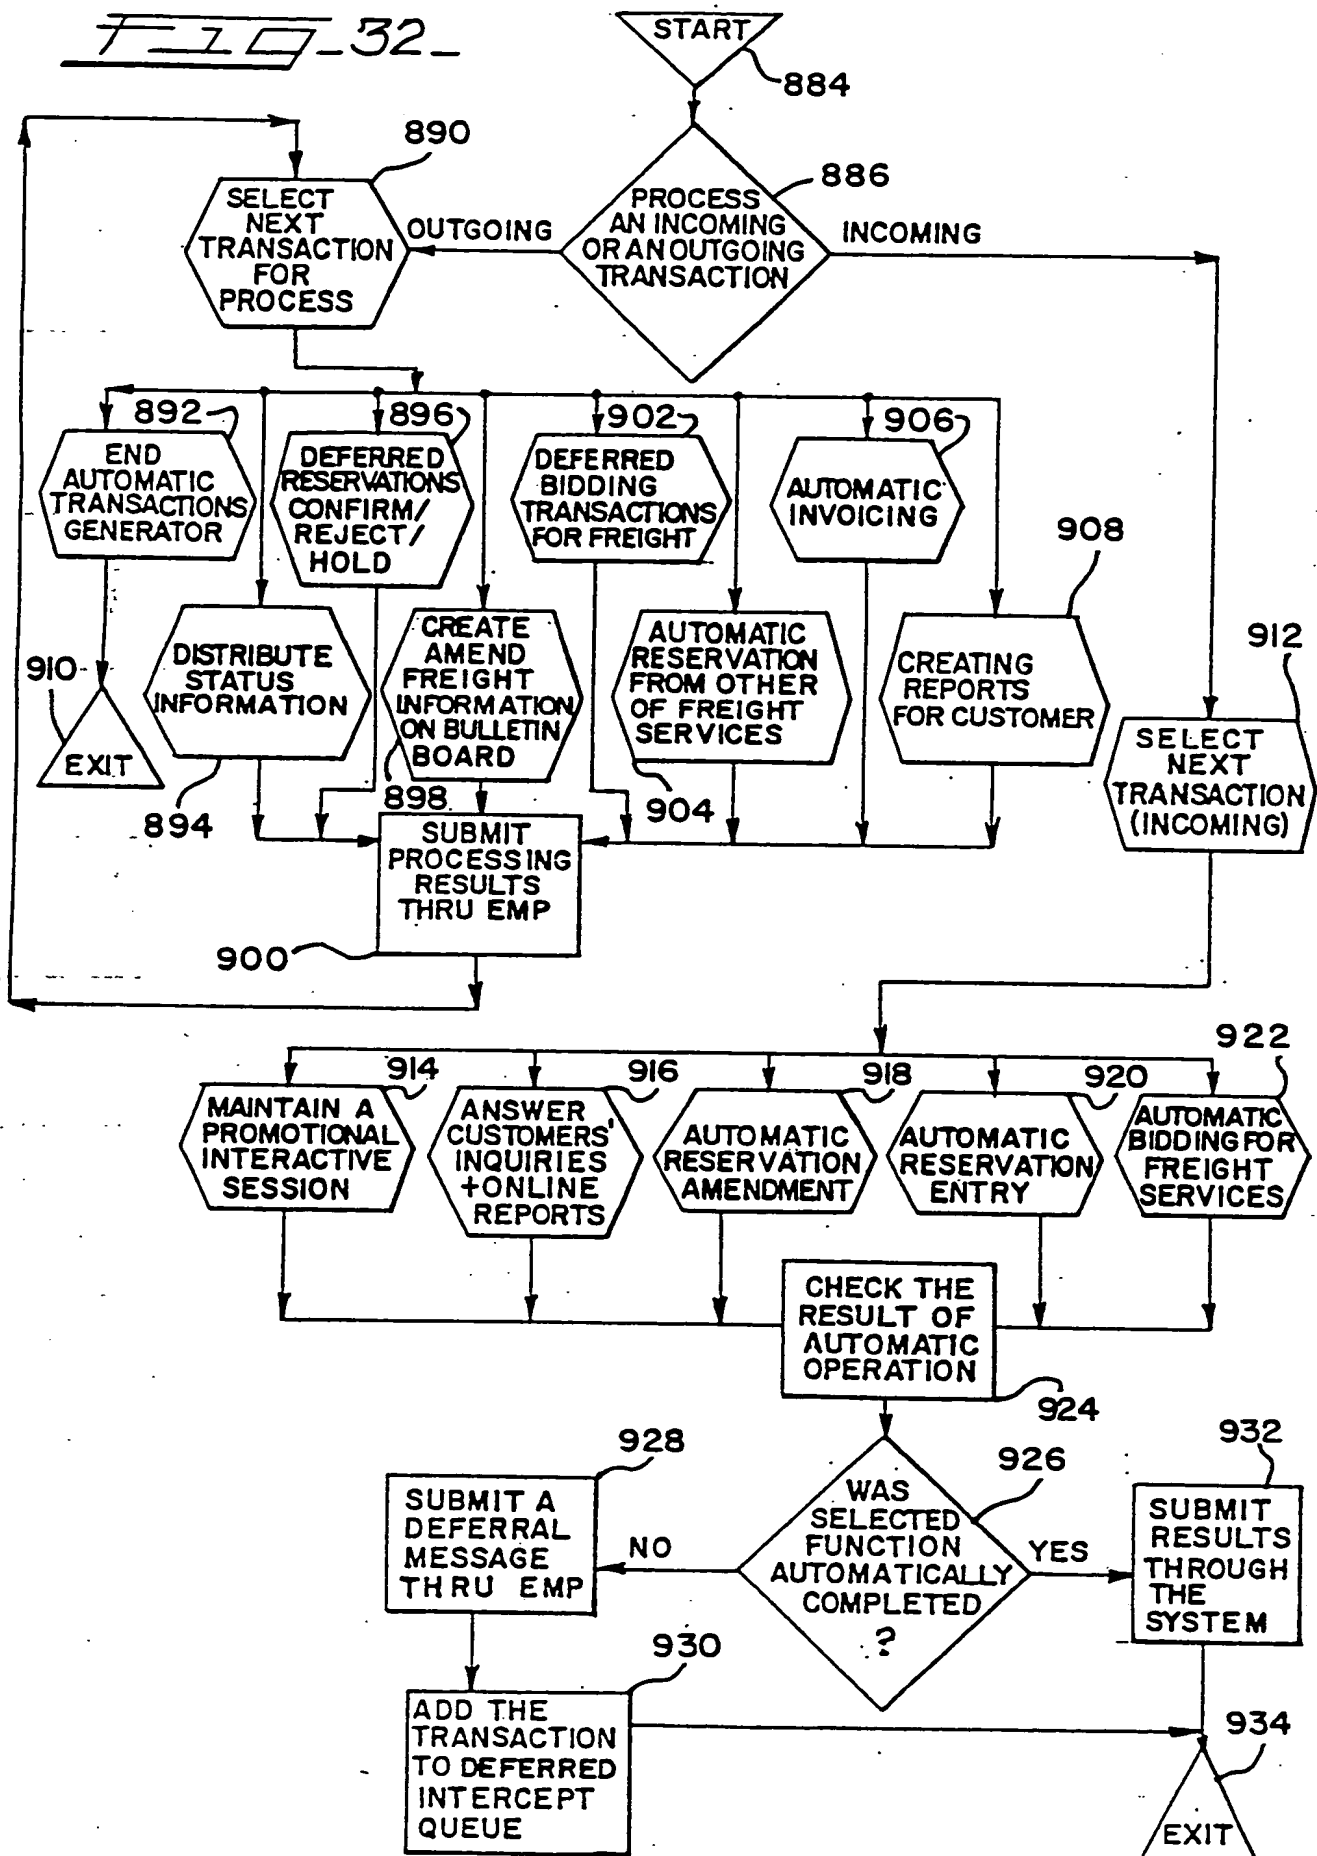 FIG_32_
START
884
890
886
SELECT
NEXT
TRANSACTION
FOR
PROCESS
OUTGOING
PROCESS
AN INCOMING
OR AN OUTGOING
TRANSACTION
INCOMING
892
896
902
906
END
AUTOMATIC
TRANSACTIONS
GENERATOR
DEFERRED
RESERVATIONS
CONFIRM/
REJECT/
HOLD
DEFERRED
BIDDING
TRANSACTIONS
FOR FREIGHT
AUTOMATIC
INVOICING
908
910
EXIT
DISTRIBUTE
STATUS
INFORMATION
894
CREATE
AMEND
FREIGHT
INFORMATION
ON BULLETIN
BOARD
898
AUTOMATIC
RESERVATION
FROM OTHER
OF FREIGHT
SERVICES
904
CREATING
REPORTS
FOR CUSTOMER
912
SELECT
NEXT
TRANSACTION
(INCOMING)
SUBMIT
PROCESSING
RESULTS
THRU EMP
900
914
916
918
920
922
MAINTAIN A
PROMOTIONAL
INTERACTIVE
SESSION
ANSWER
CUSTOMERS'
INQUIRIES
+ONLINE
REPORTS
AUTOMATIC
RESERVATION
AMENDMENT
AUTOMATIC
RESERVATION
ENTRY
AUTOMATIC
BIDDING FOR
FREIGHT
SERVICES
CHECK THE
RESULT OF
AUTOMATIC
OPERATION
924
928
926
932
SUBMIT A
DEFERRAL
MESSAGE
THRU EMP
NO
WAS
SELECTED
FUNCTION
AUTOMATICALLY
COMPLETED
?
YES
SUBMIT
RESULTS
THROUGH
THE
SYSTEM
930
ADD THE
TRANSACTION
TO DEFERRED
INTERCEPT
QUEUE
934
EXIT